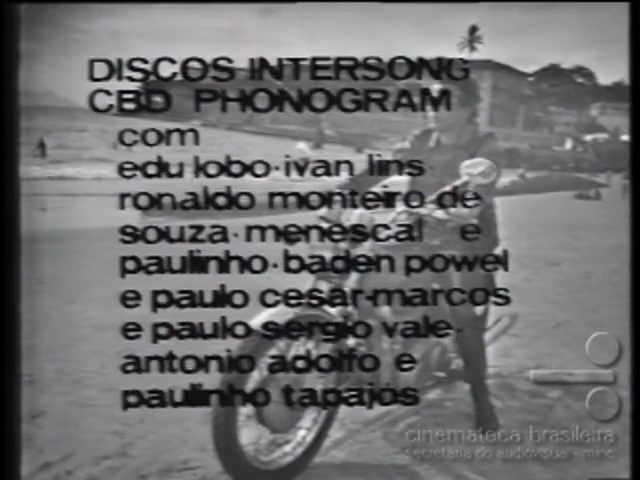 DISCOS INTERSONG
CBD PHONOGRAM
com
edu lobo·ivan lins
ronaldo monteiro de
souza·menescal e
paulinho·baden powel
e paulo cesar-marcos
e paulo sergio vale·
antonio adolfo e
paulinho tapajos
cinemateca brasileira
secretaria do audiovisual - minc